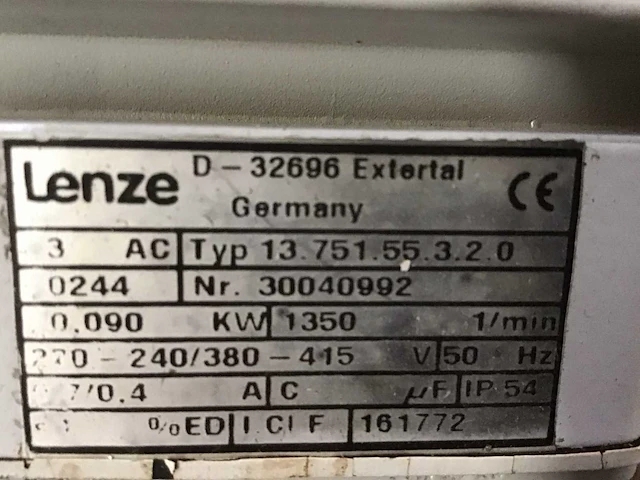 Lenze D-32696 Extertal
Germany CE
3 AC Typ 13.751.55.3.2.0
0244 Nr. 30040992
0.090 KW 1350 1/min
240/380-415 V 50 Hz
/0.4 A C µF IP 54
%ED I.Cl F 161772